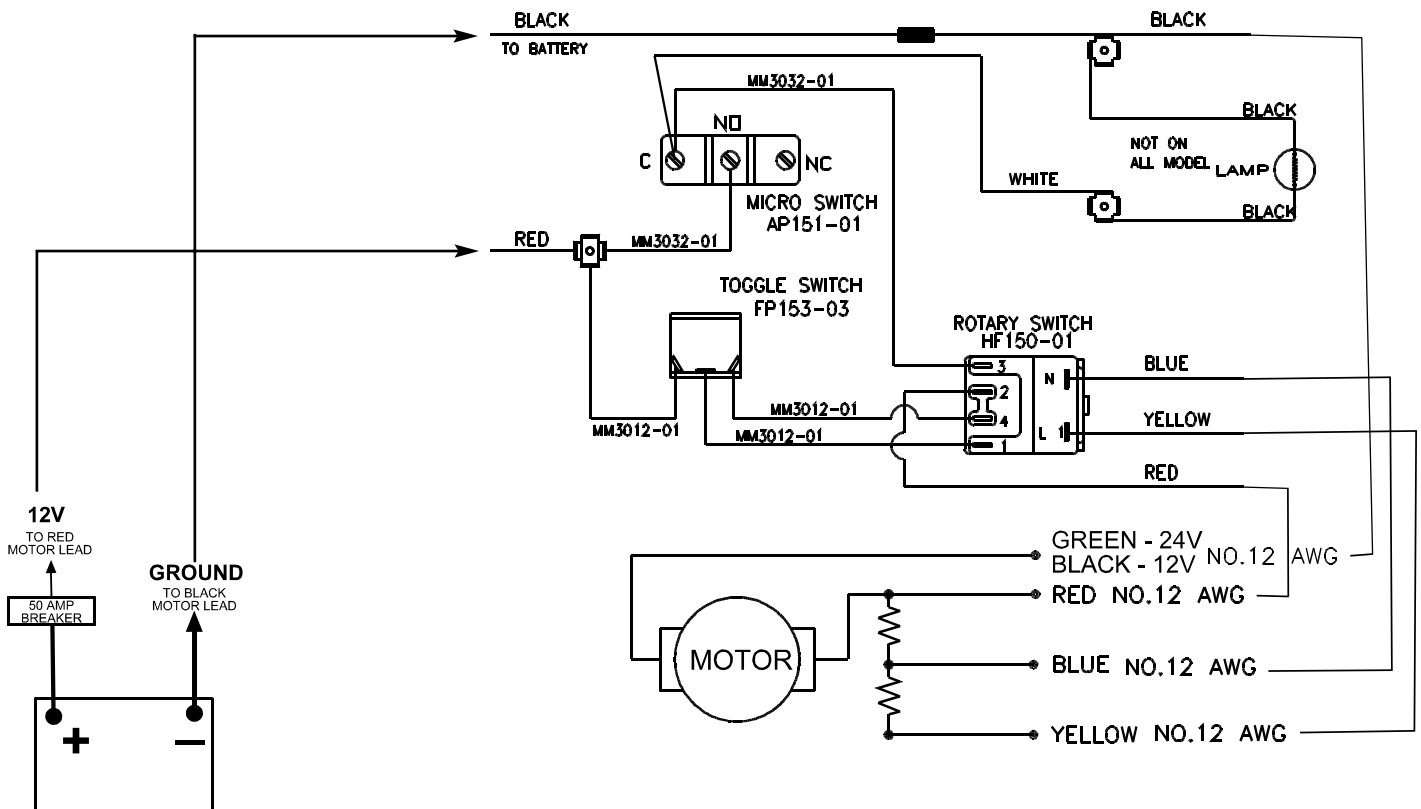 BLACK
TO BATTERY
BLACK
MM3032-01
NO
C
NC
BLACK
NOT ON
ALL MODEL
LAMP
WHITE
BLACK
MICRO SWITCH
AP151-01
RED
MM3032-01
TOGGLE SWITCH
FP153-03
ROTARY SWITCH
HF150-01
3
2
4
1
N
L 1
BLUE
YELLOW
RED
MM3012-01
MM3012-01
MM3012-01
12V
TO RED
MOTOR LEAD
50 AMP
BREAKER
GROUND
TO BLACK
MOTOR LEAD
+
−
MOTOR
GREEN - 24V
BLACK - 12V NO.12 AWG
RED NO.12 AWG
BLUE NO.12 AWG
YELLOW NO.12 AWG